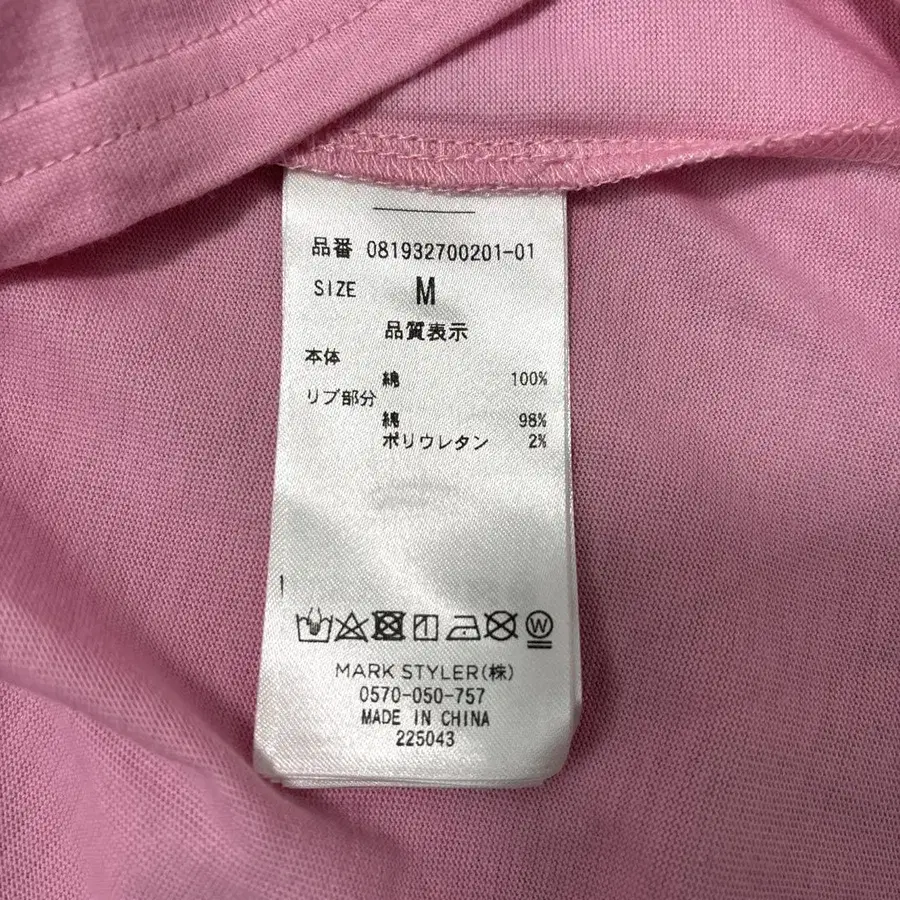 品番 081932700201-01
SIZE M
品質表示
本体
綿 100%
リブ部分
綿 98%
ポリウレタン 2%
W
MARK STYLER(株)
0570-050-757
MADE IN CHINA
225043